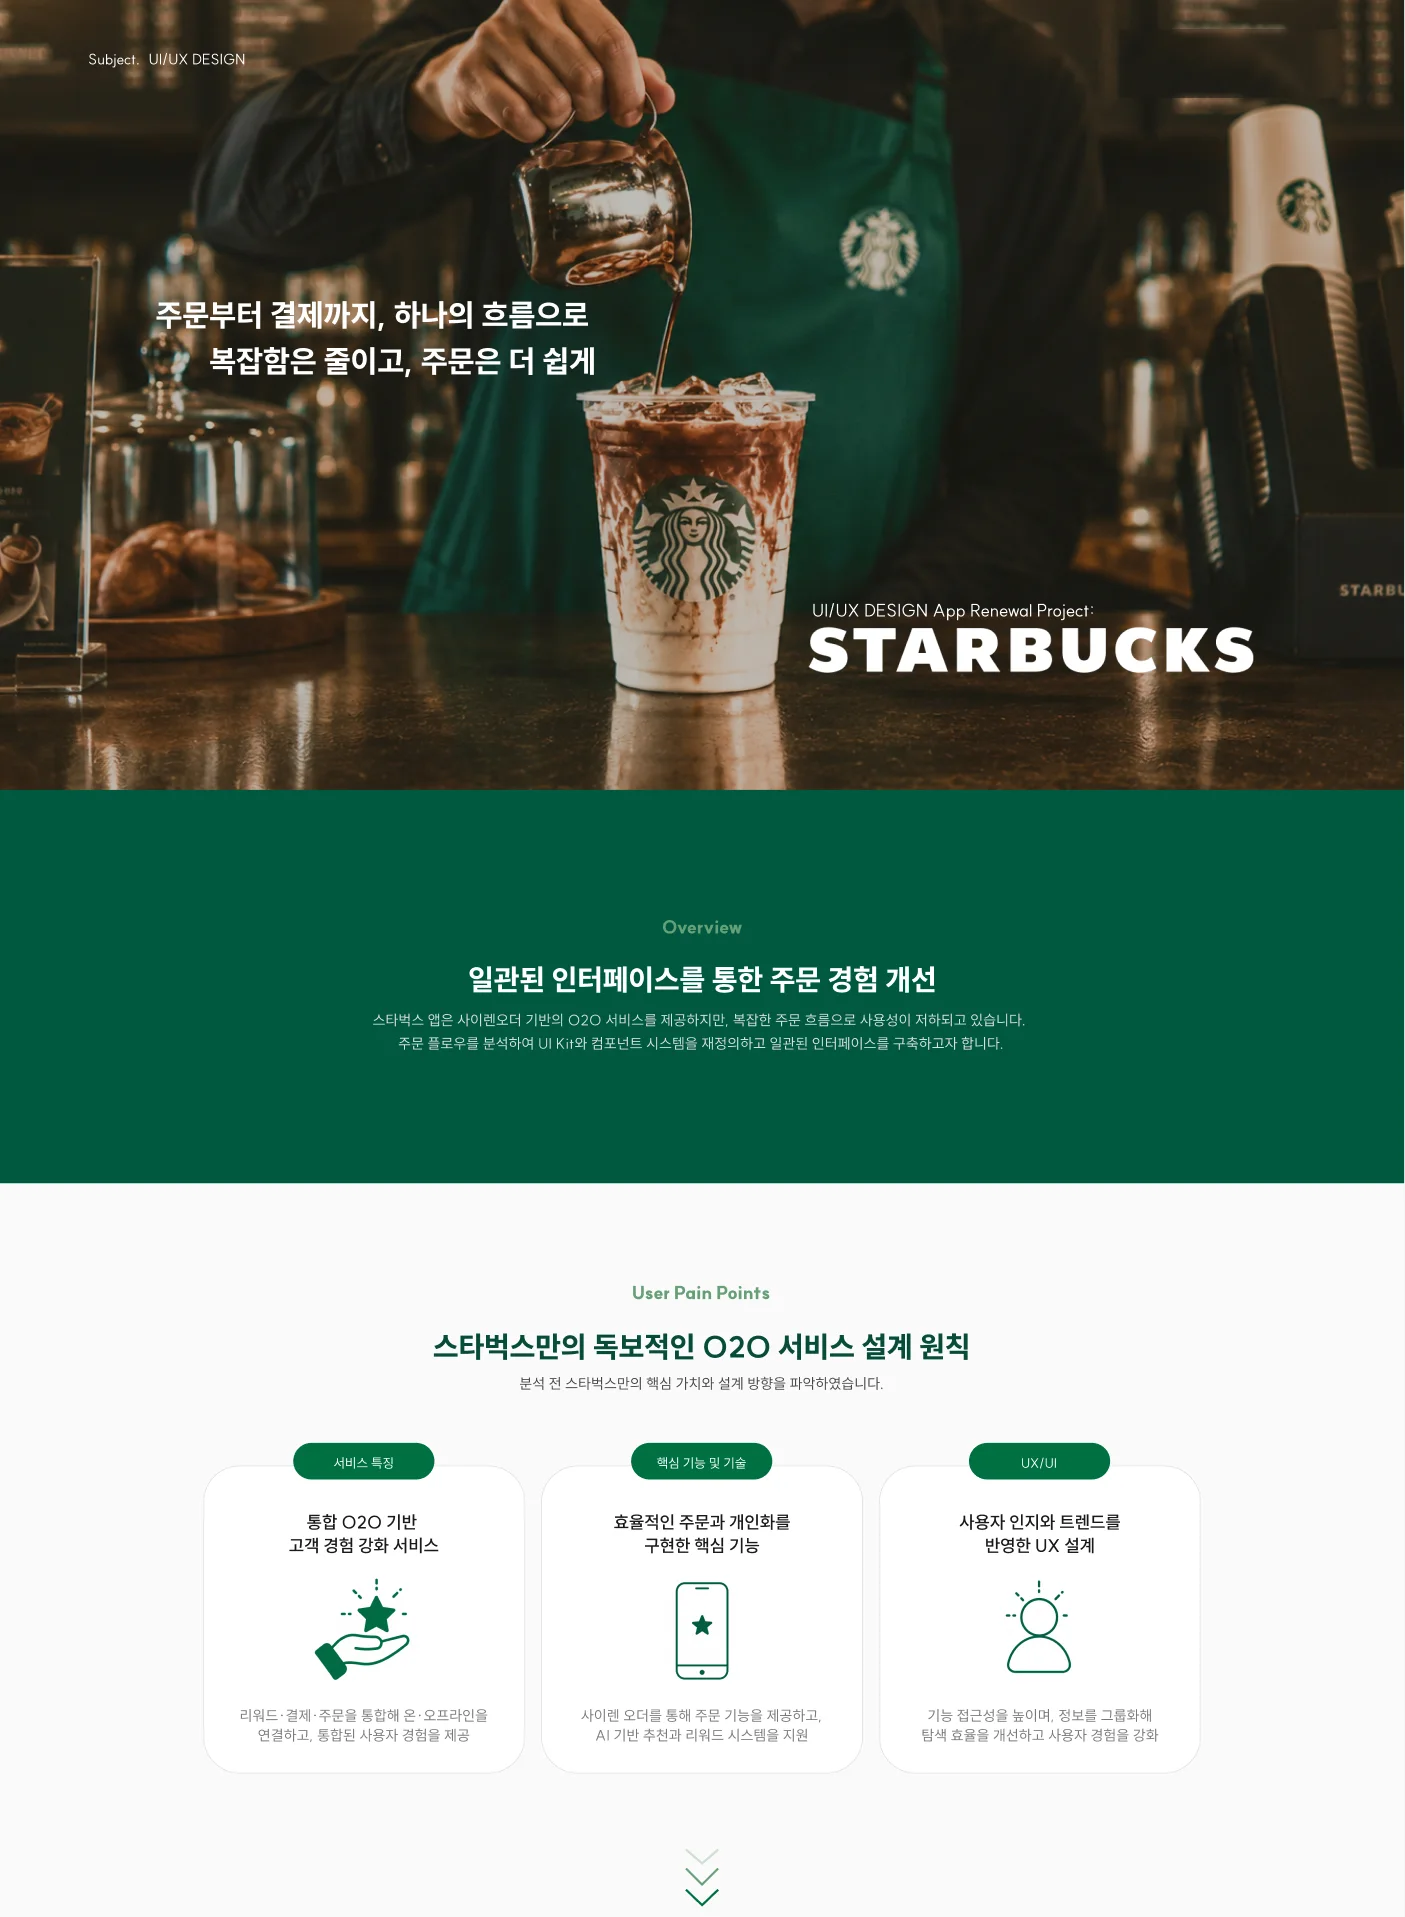 Subject. UI/UX DESIGN
주문부터 결제까지, 하나의 흐름으로
복잡함은 줄이고, 주문은 더 쉽게
STARBU
UI/UX DESIGN App Renewal Project:
STARBUCKS
Overview
일관된 인터페이스를 통한 주문 경험 개선
스타벅스 앱은 사이렌오더 기반의 O2O 서비스를 제공하지만, 복잡한 주문 흐름으로 사용성이 저하되고 있습니다.
주문 플로우를 분석하여 UI Kit와 컴포넌트 시스템을 재정의하고 일관된 인터페이스를 구축하고자 합니다.
User Pain Points
스타벅스만의 독보적인 O2O 서비스 설계 원칙
분석 전 스타벅스만의 핵심 가치와 설계 방향을 파악하였습니다.
서비스 특징
통합 O2O 기반
고객 경험 강화 서비스
리워드·결제·주문을 통합해 온·오프라인을
연결하고, 통합된 사용자 경험을 제공
핵심 기능 및 기술
효율적인 주문과 개인화를
구현한 핵심 기능
사이렌 오더를 통해 주문 기능을 제공하고,
AI 기반 추천과 리워드 시스템을 지원
UX/UI
사용자 인지와 트렌드를
반영한 UX 설계
기능 접근성을 높이며, 정보를 그룹화해
탐색 효율을 개선하고 사용자 경험을 강화